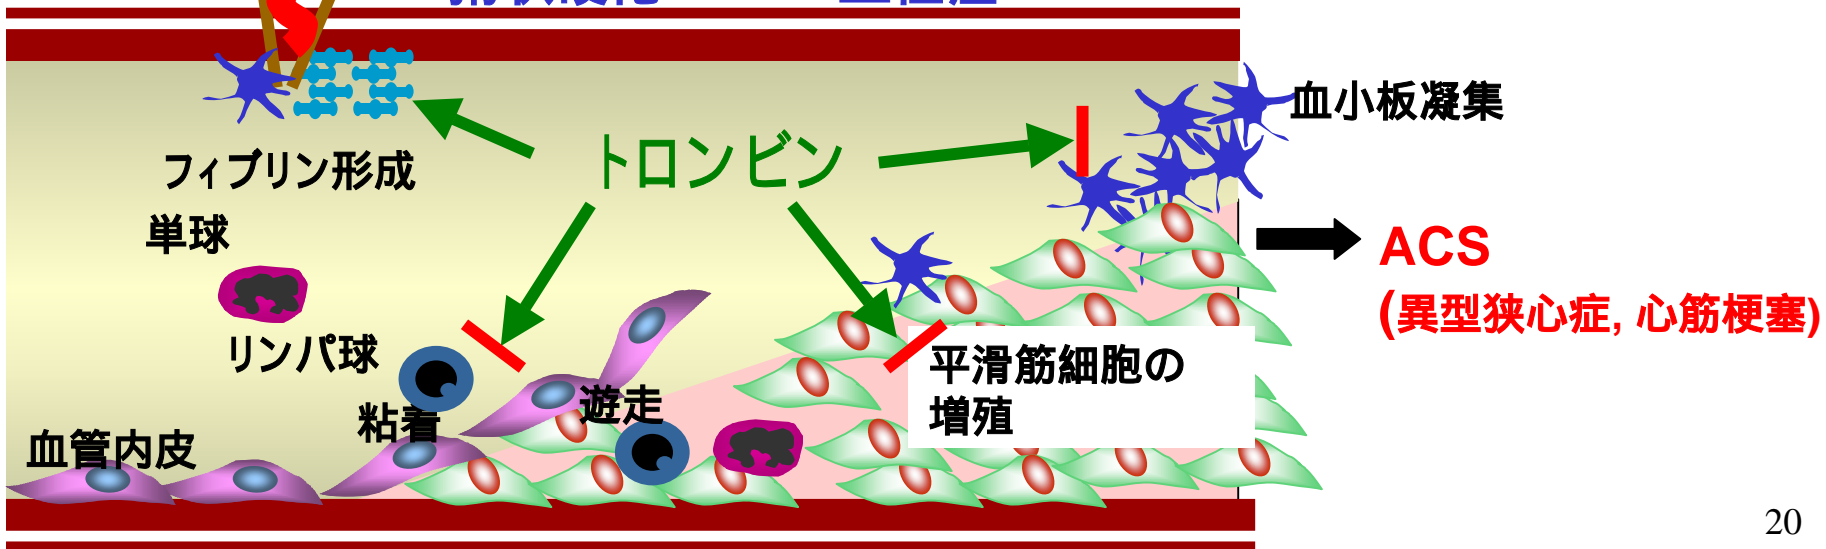 血小板凝集
トロンビン
フィブリン形成
単球
ACS
(異型狭心症, 心筋梗塞)
リンパ球
平滑筋細胞の
増殖
遊走
粘着
血管内皮
20